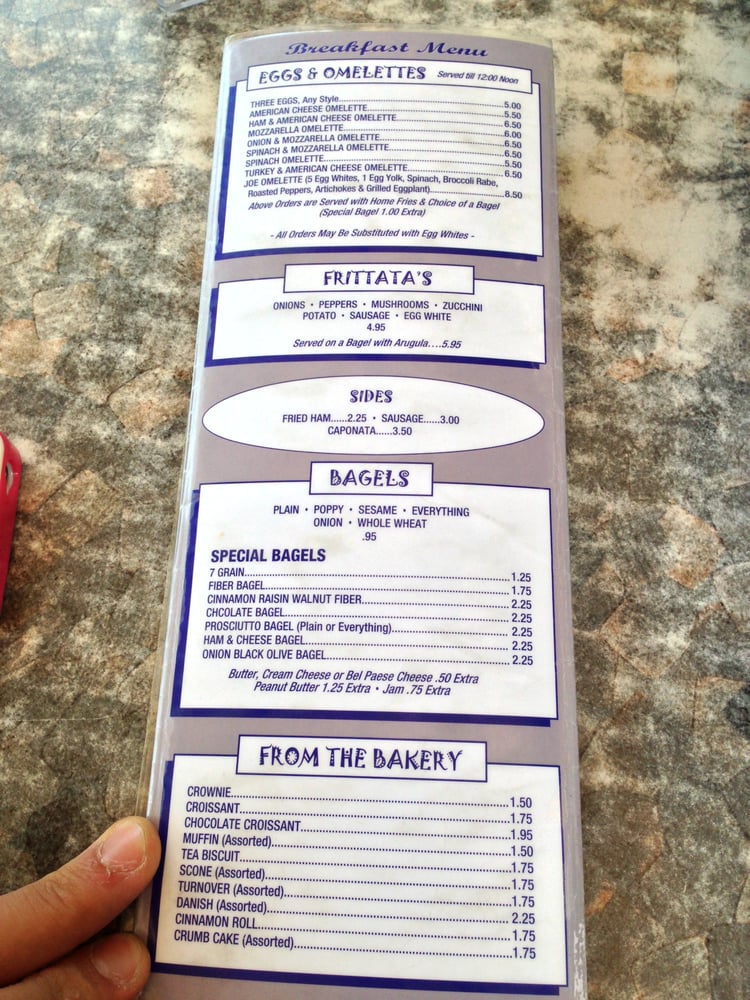 Breakfast Menu
EGGS & OMELETTES Served till 12:00 Noon
THREE EGGS, Any Style...5.00
AMERICAN CHEESE OMELETTE...5.50
HAM & AMERICAN CHEESE OMELETTE...6.50
MOZZARELLA OMELETTE...6.00
ONION & MOZZARELLA OMELETTE...6.50
SPINACH & MOZZARELLA OMELETTE...6.50
SPINACH OMELETTE...5.50
TURKEY & AMERICAN CHEESE OMELETTE...6.50
JOE OMELETTE (5 Egg Whites, 1 Egg Yolk, Spinach, Broccoli Rabe,
Roasted Peppers, Artichokes & Grilled Eggplant)...8.50
Above Orders are Served with Home Fries & Choice of a Bagel
(Special Bagel 1.00 Extra)
- All Orders May Be Substituted with Egg Whites -
FRITTATA'S
ONIONS • PEPPERS • MUSHROOMS • ZUCCHINI
POTATO • SAUSAGE • EGG WHITE
4.95
Served on a Bagel with Arugula....5.95
SIDES
FRIED HAM......2.25 • SAUSAGE......3.00
CAPONATA......3.50
BAGELS
PLAIN • POPPY • SESAME • EVERYTHING
ONION • WHOLE WHEAT
.95
SPECIAL BAGELS
7 GRAIN...1.25
FIBER BAGEL...1.75
CINNAMON RAISIN WALNUT FIBER...2.25
CHCOLATE BAGEL...2.25
PROSCIUTTO BAGEL (Plain or Everything)...2.25
HAM & CHEESE BAGEL...2.25
ONION BLACK OLIVE BAGEL...2.25
Butter, Cream Cheese or Bel Paese Cheese .50 Extra
Peanut Butter 1.25 Extra • Jam .75 Extra
FROM THE BAKERY
CROWNIE...1.50
CROISSANT...1.75
CHOCOLATE CROISSANT...1.95
MUFFIN (Assorted)...1.50
TEA BISCUIT...1.75
SCONE (Assorted)...1.75
TURNOVER (Assorted)...1.75
DANISH (Assorted)...2.25
CINNAMON ROLL...1.75
CRUMB CAKE (Assorted)...1.75